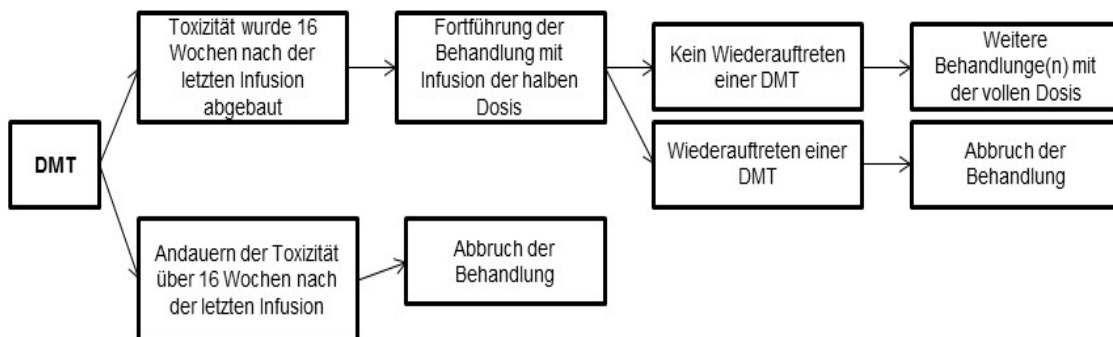 DMT
Toxizität wurde 16
Wochen nach der
letzten Infusion
abgebaut
Fortführung der
Behandlung mit
Infusion der halben
Dosis
Kein Wiederauftreten
einer DMT
Weitere
Behandlunge(n) mit
der vollen Dosis
Wiederauftreten einer
DMT
Abbruch der
Behandlung
Andauern der Toxizität
über 16 Wochen nach
der letzten Infusion
Abbruch der
Behandlung